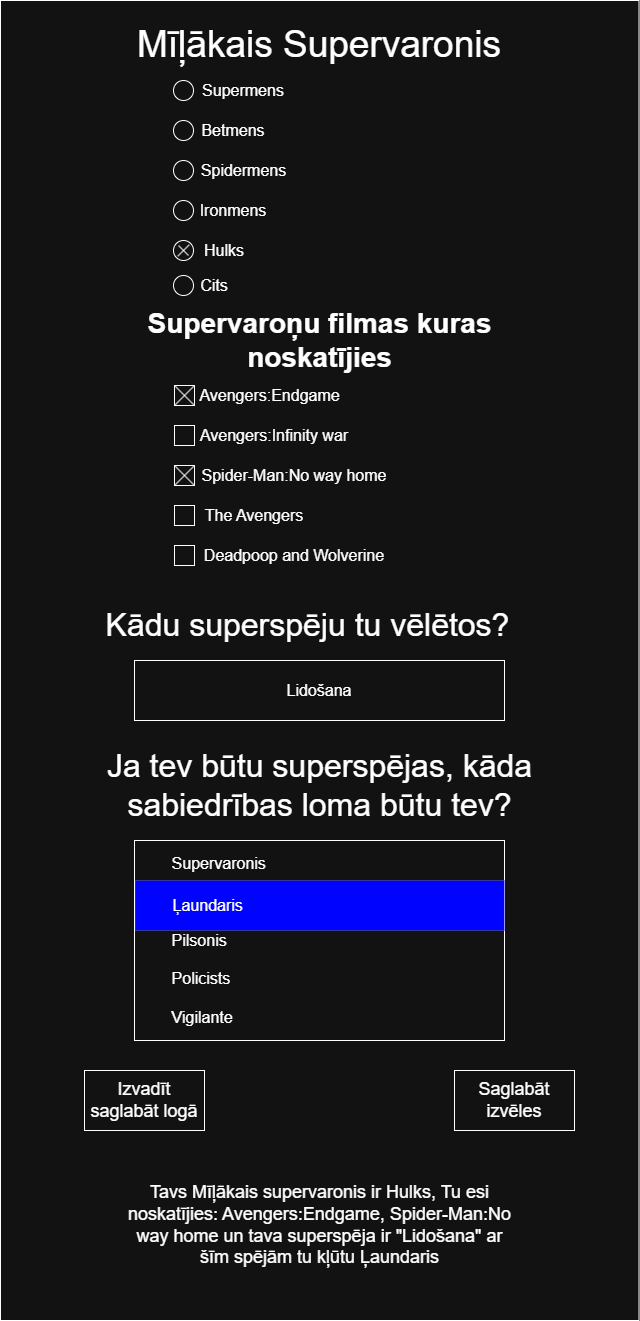 Mīļākais Supervaronis
Supermens
Betmens
Spidermens
Ironmens
Hulks
Cits
Supervaroņu filmas kuras
noskatījies
Avengers:Endgame
Avengers:Infinity war
Spider-Man:No way home
The Avengers
Deadpoop and Wolverine
Kādu superspēju tu vēlētos?
Lidošana
Ja tev būtu superspējas, kāda
sabiedrības loma būtu tev?
Supervaronis
Ļaundaris
Pilsonis
Policists
Vigilante
Izvadīt
saglabāt logā
Saglabāt
izvēles
Tavs Mīļākais supervaronis ir Hulks, Tu esi
noskatījies: Avengers:Endgame, Spider-Man:No
way home un tava superspēja ir "Lidošana" ar
šīm spējām tu kļūtu Ļaundaris